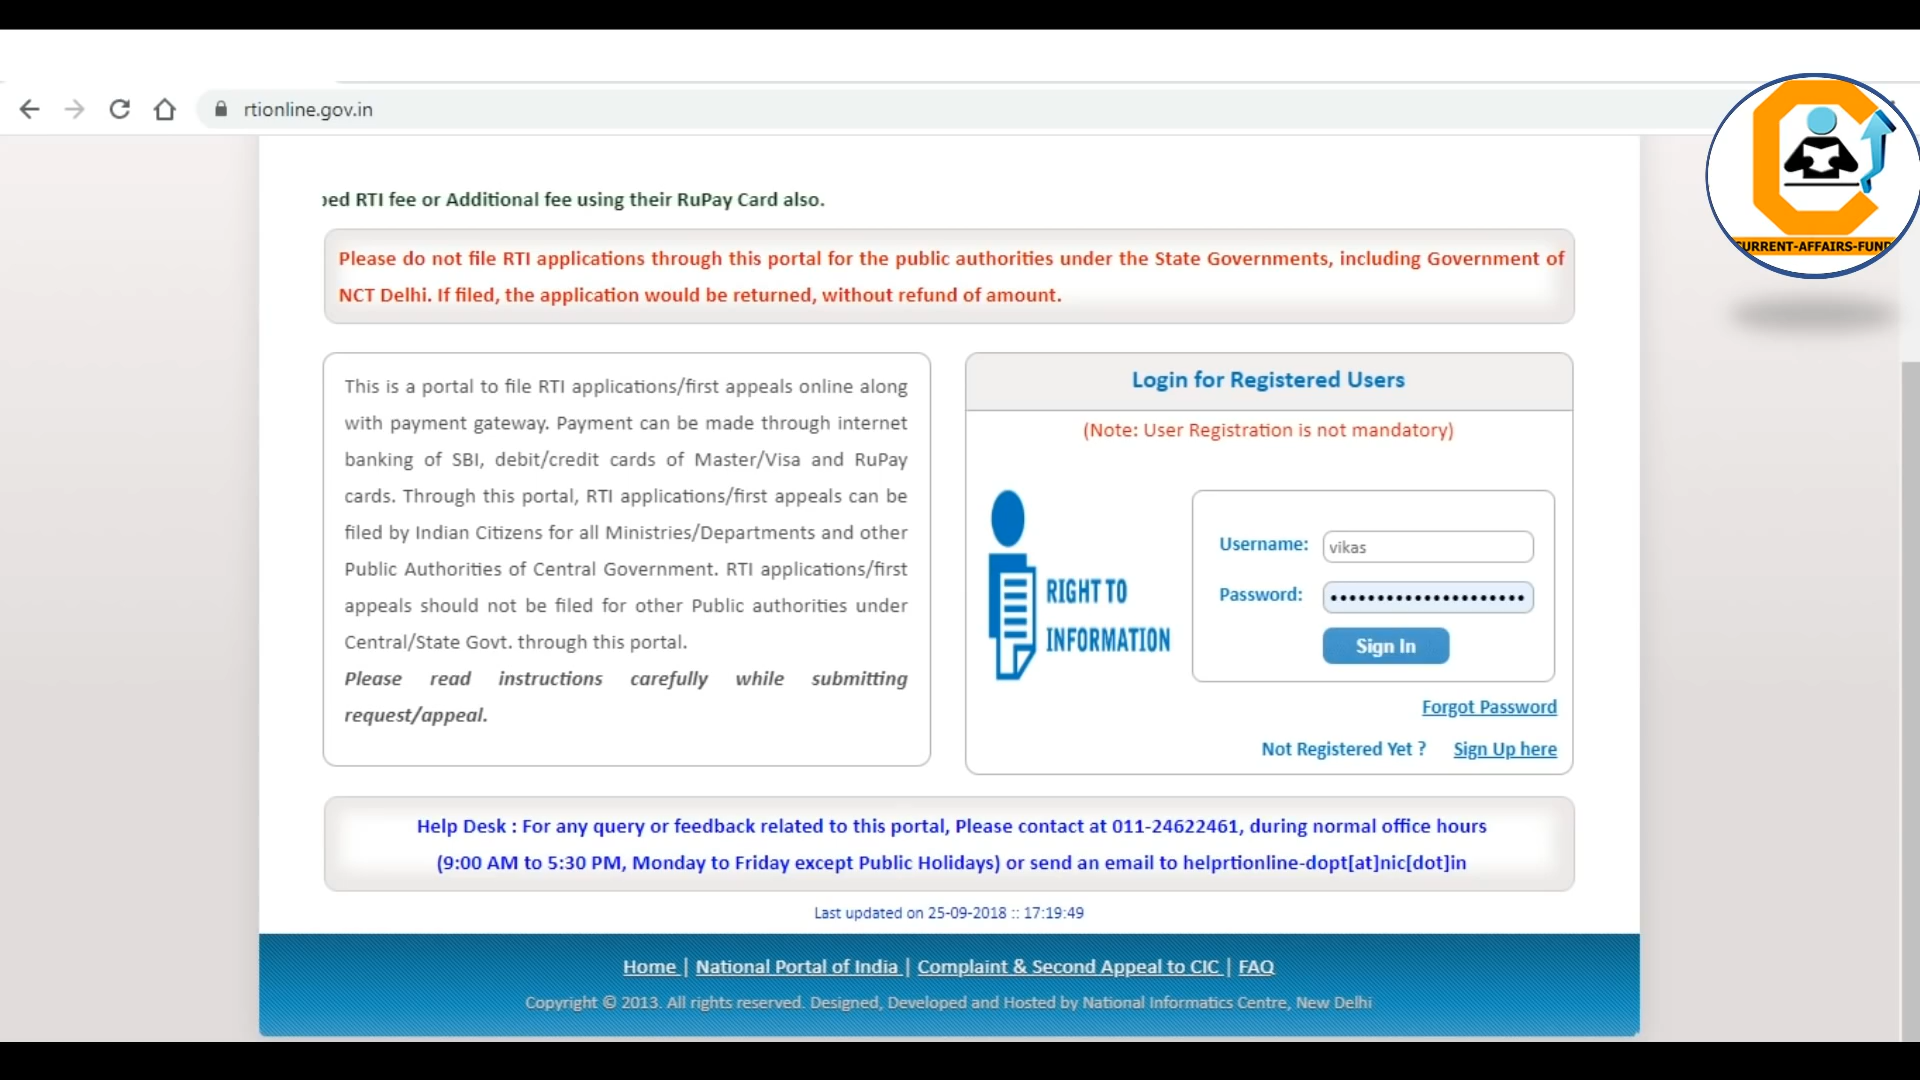 rtionline.gov.in
CURRENT-AFFAIRS-FUND
ped RTI fee or Additional fee using their RuPay Card also.
Please do not file RTI applications through this portal for the public authorities under the State Governments, including Government of
NCT Delhi. If filed, the application would be returned, without refund of amount.
This is a portal to file RTI applications/first appeals online along
with payment gateway. Payment can be made through internet
banking of SBI, debit/credit cards of Master/Visa and RuPay
cards. Through this portal, RTI applications/first appeals can be
filed by Indian Citizens for all Ministries/Departments and other
Public Authorities of Central Government. RTI applications/first
appeals should not be filed for other Public authorities under
Central/State Govt. through this portal.
Please read instructions carefully while submitting
request/appeal.
Login for Registered Users
(Note: User Registration is not mandatory)
RIGHT TO
INFORMATION
Username: vikas
Password: •••••••••••••••••••••
Sign In
Forgot Password
Not Registered Yet ? Sign Up here
Help Desk : For any query or feedback related to this portal, Please contact at 011-24622461, during normal office hours
(9:00 AM to 5:30 PM, Monday to Friday except Public Holidays) or send an email to helprtionline-dopt[at]nic[dot]in
Last updated on 25-09-2018 :: 17:19:49
Home | National Portal of India | Complaint & Second Appeal to CIC | FAQ
Copyright © 2013. All rights reserved. Designed, Developed and Hosted by National Informatics Centre, New Delhi